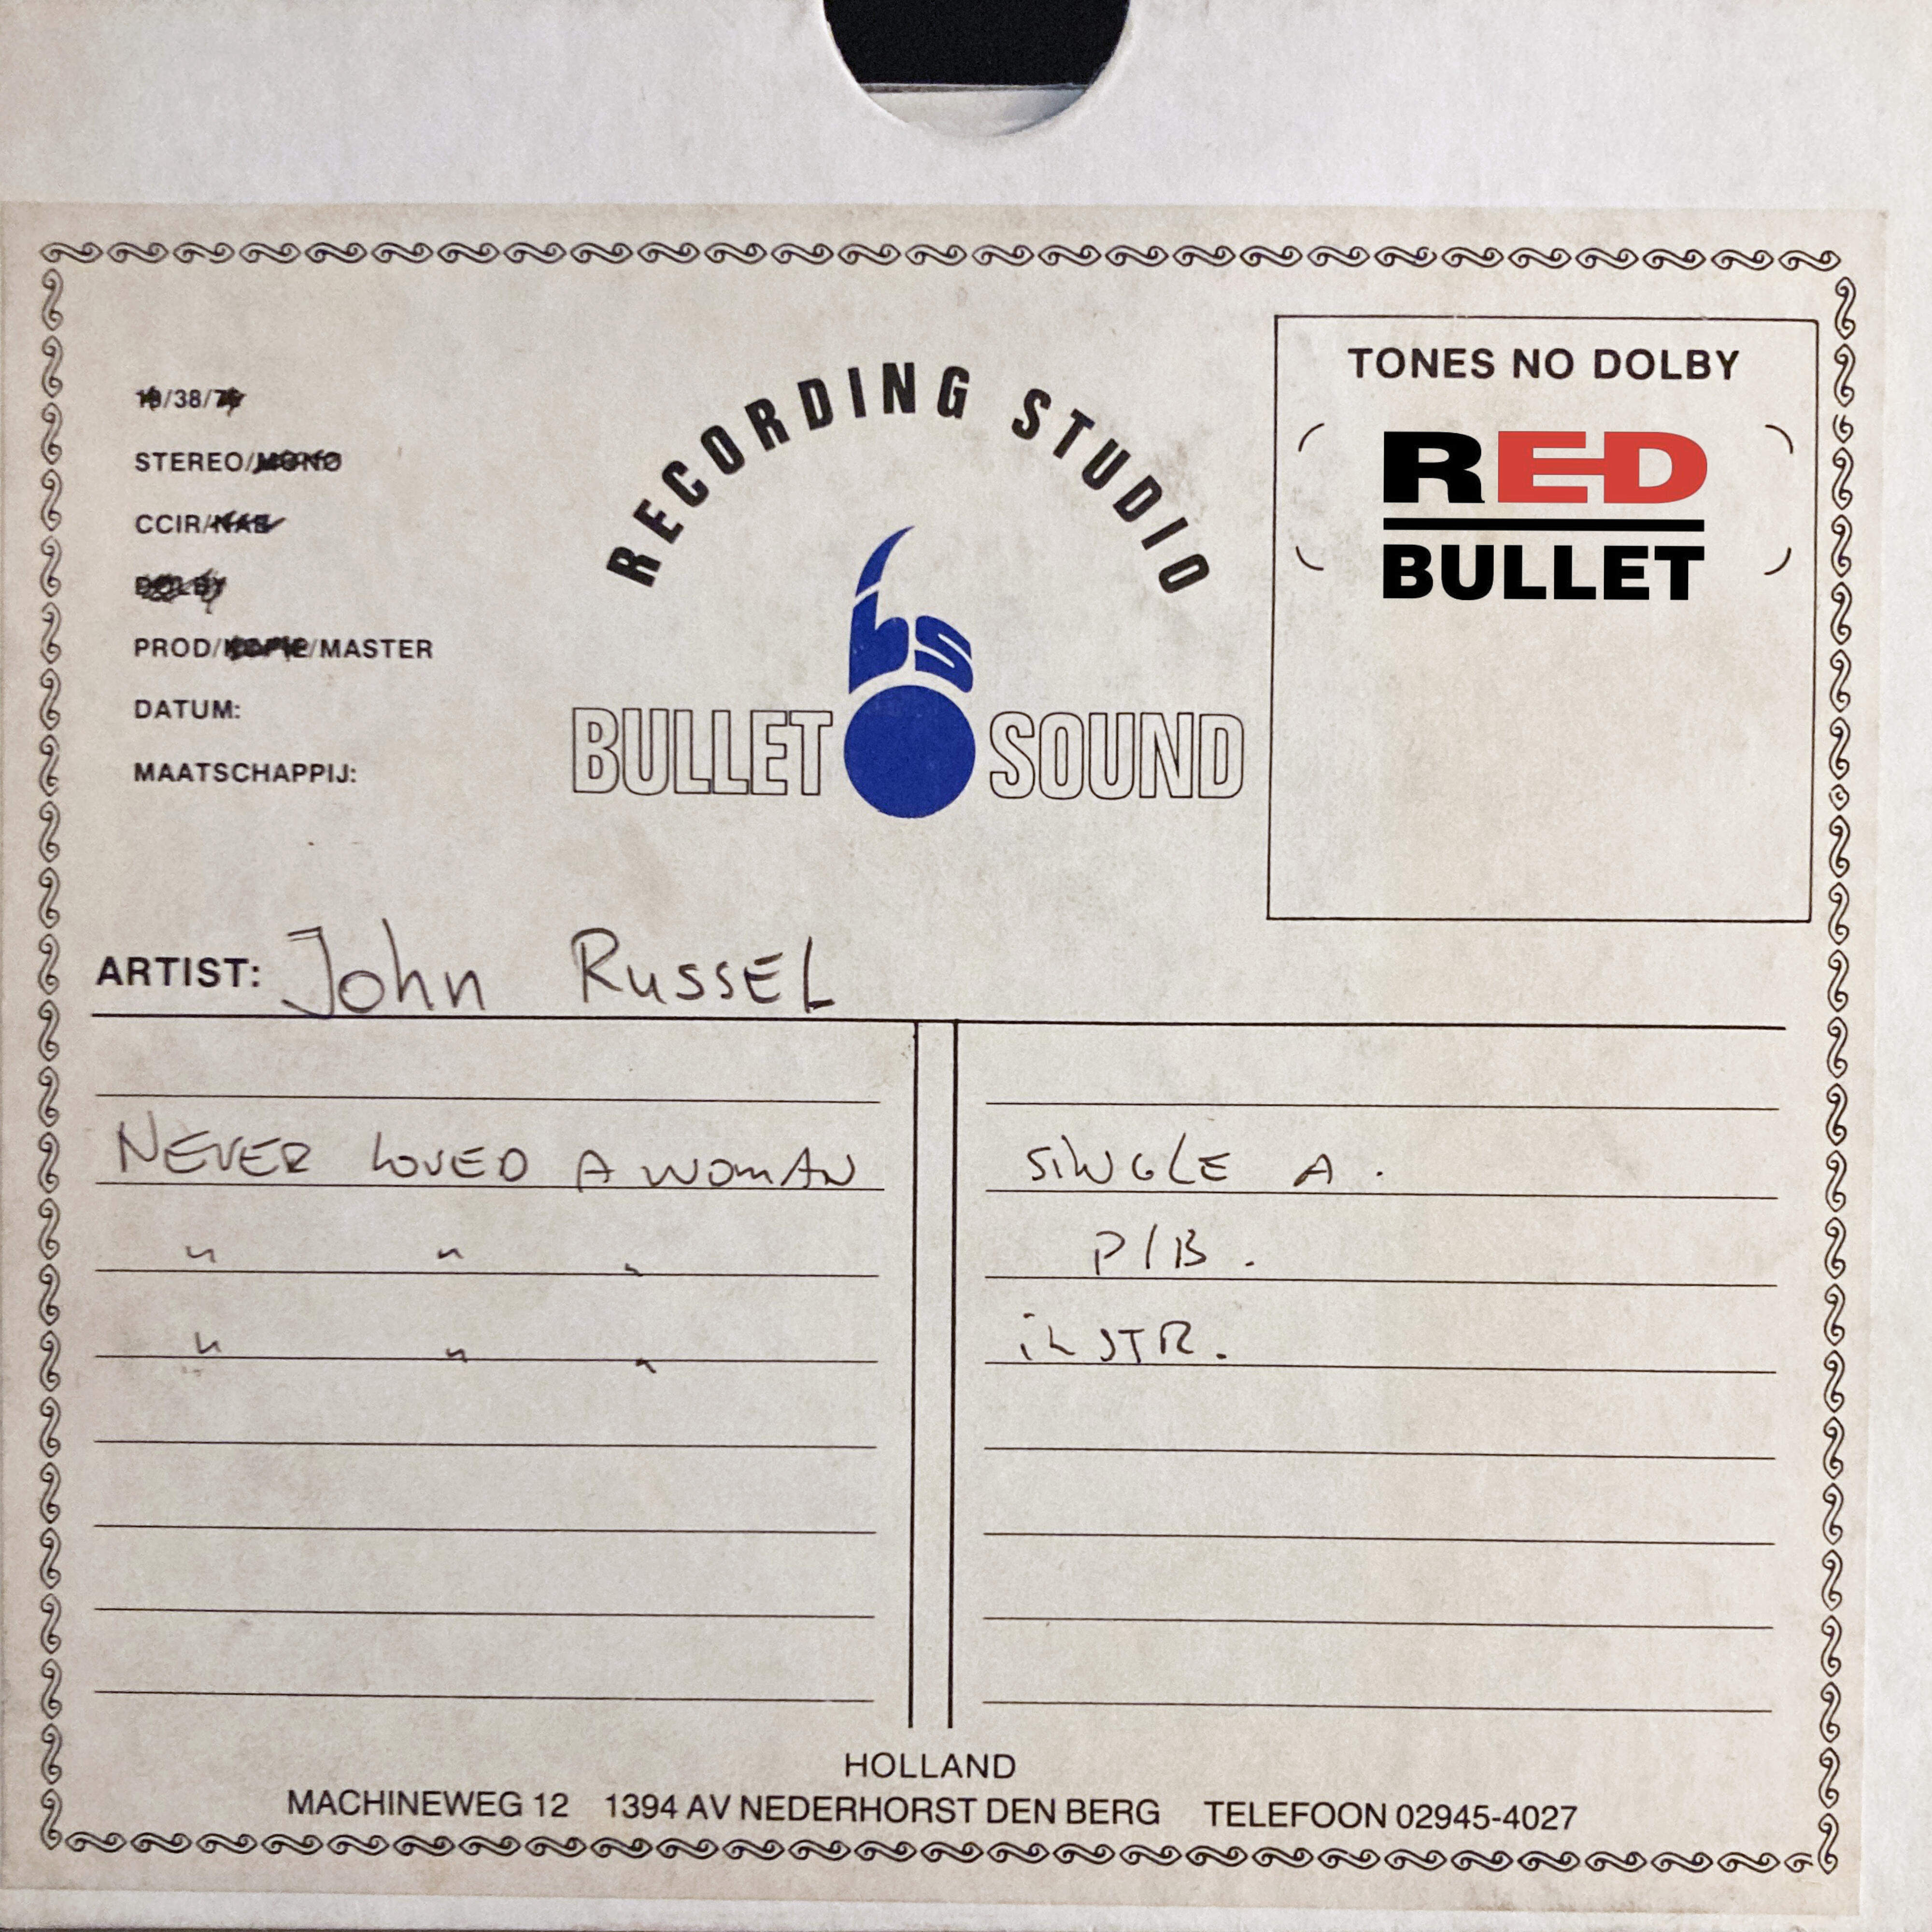 TONES NO DOLBY
RED
BULLET
19/38/76
STEREO/MONO
CCIR/NAB
DOLBY
PROD/KOPIE/MASTER
DATUM:
MAATSCHAPPIJ:
RECORDING STUDIO
bs
BULLET SOUND
ARTIST: John RUSSEL
NEVER LOVED A WOMAN SINGLE A.
" " " P/B.
" " " INSTR.
HOLLAND
MACHINEWEG 12 1394 AV NEDERHORST DEN BERG TELEFOON 02945-4027